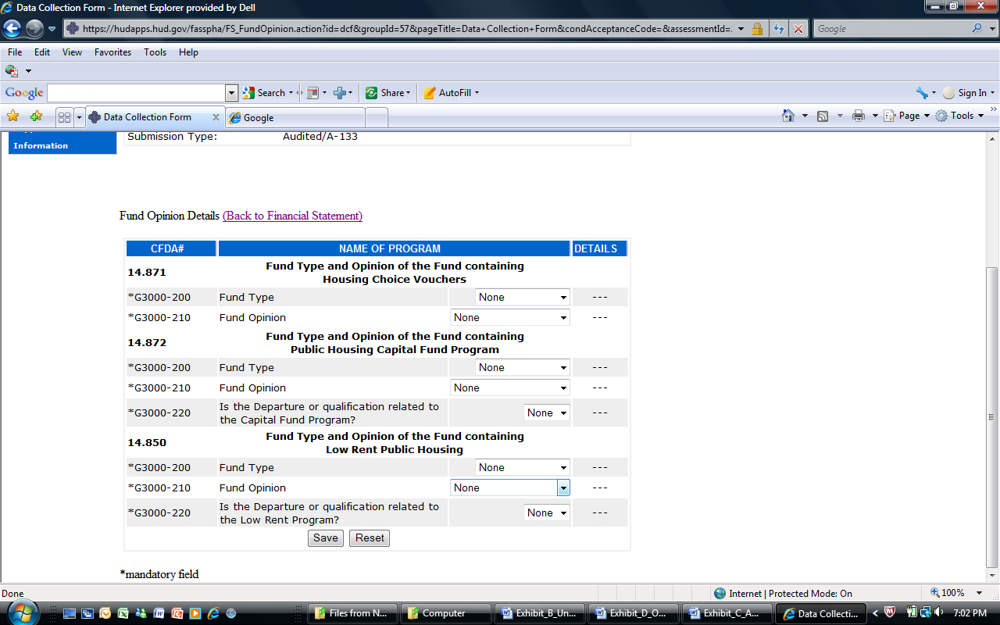 Data Collection Form - Internet Explorer provided by Dell
https://hudapps.hud.gov/fasspha/FS_FundOpinion.action?id=dcf&groupId=57&pageTitle=Data+Collection+Form&condAcceptanceCode=&assessmentId=.
Google
File Edit View Favorites Tools Help
Google Search Share AutoFill Sign In
Data Collection Form Google Page Tools
Information
Submission Type: Audited/A-133
Fund Opinion Details (Back to Financial Statement)
CFDA# NAME OF PROGRAM DETAILS
14.871 Fund Type and Opinion of the Fund containing
Housing Choice Vouchers
*G3000-200 Fund Type None ---
*G3000-210 Fund Opinion None ---
14.872 Fund Type and Opinion of the Fund containing
Public Housing Capital Fund Program
*G3000-200 Fund Type None ---
*G3000-210 Fund Opinion None ---
*G3000-220 Is the Departure or qualification related to
the Capital Fund Program? None ---
14.850 Fund Type and Opinion of the Fund containing
Low Rent Public Housing
*G3000-200 Fund Type None ---
*G3000-210 Fund Opinion None ---
*G3000-220 Is the Departure or qualification related to
the Low Rent Program? None ---
Save Reset
*mandatory field
Done Internet | Protected Mode: On 100%
Files from N... Computer Exhibit_B_Un... Exhibit_D_O... Exhibit_C_A... Data Collecti... 7:02 PM